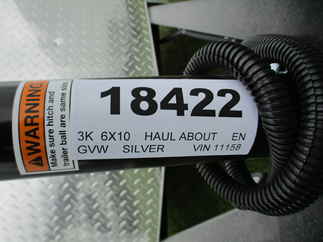 18422
3K 6X10 HAUL ABOUT EN
GVW SILVER VIN 11158
WARNING
Make sure hitch and
trailer ball are same size